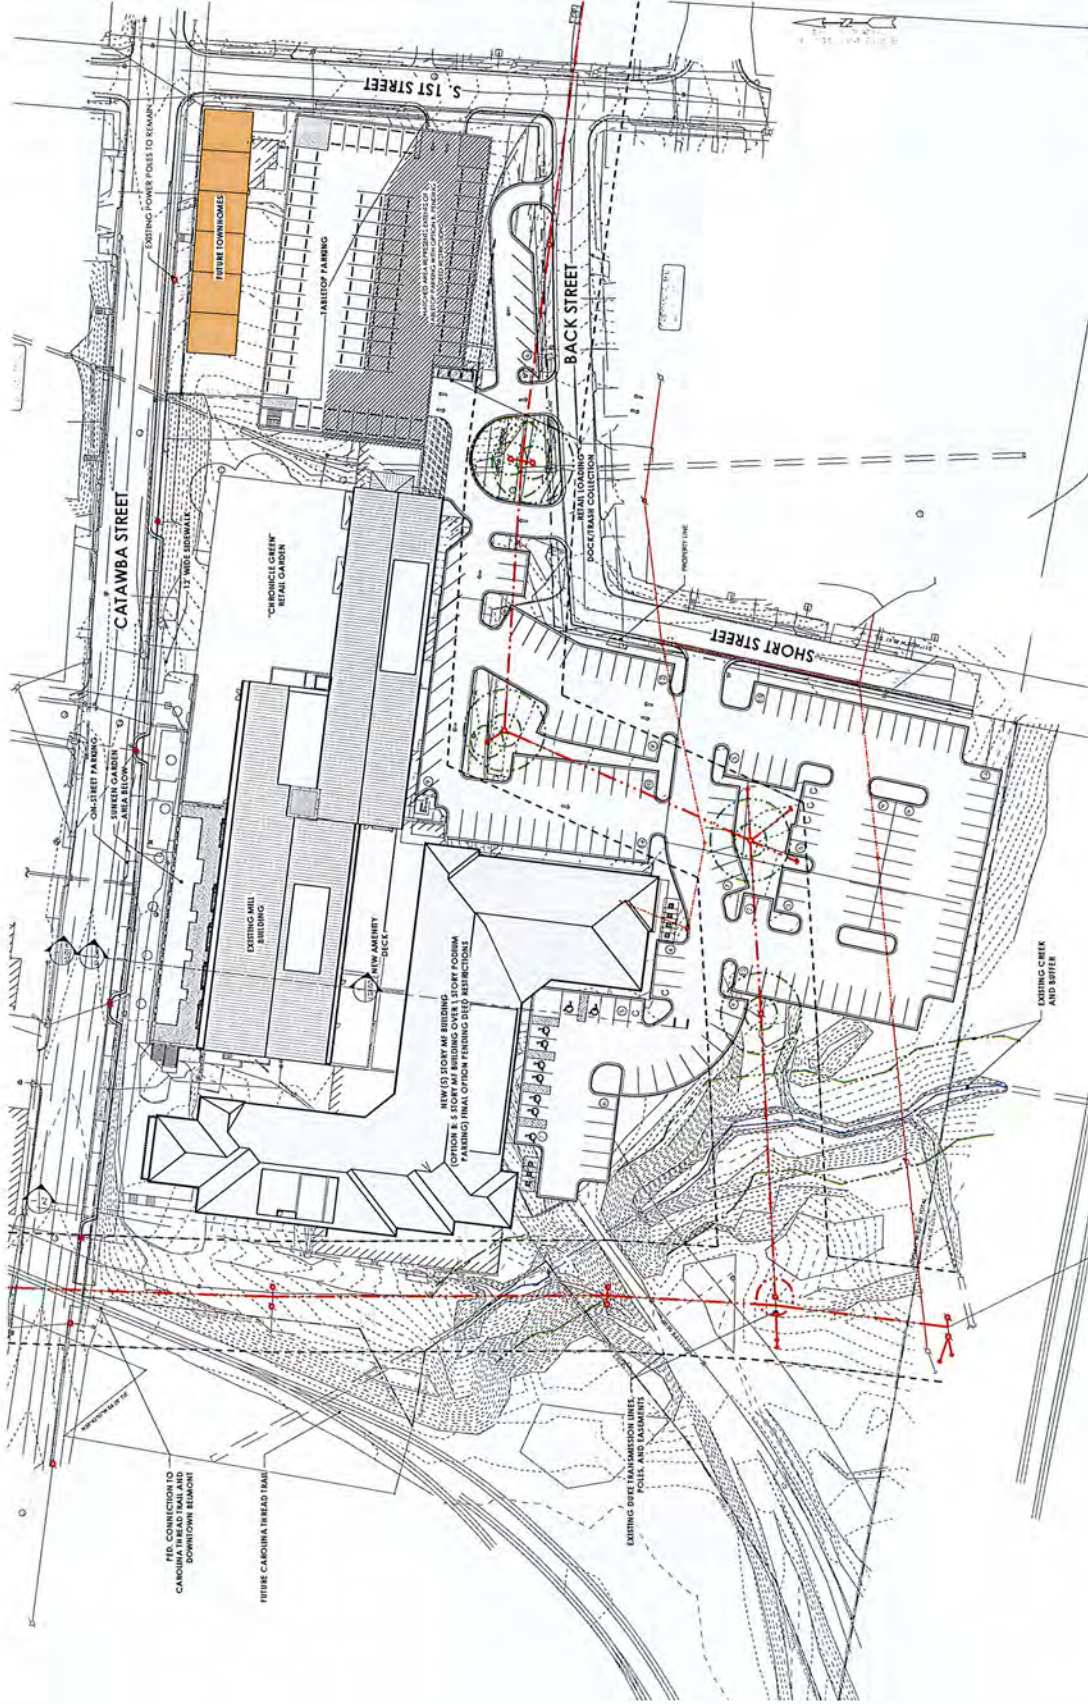 CATAWBA STREET
S. 1ST STREET
BACK STREET
SHORT STREET
EXISTING POWER POLES TO REMAIN
FUTURE TOWNHOMES
TABLETOP PARKING
12' WIDE SIDEWALK
"CHRONICLE GREEN"
RETAIL GARDEN
RETAIL LOADING
DOCK/TRASH COLLECTION
PROPERTY LINE
ON-STREET PARKING
SUNKEN GARDEN
AREA BELOW
EXISTING MILL
BUILDING
NEW AMENITY
DECK
NEW (5) STORY MF BUILDING
(OPTION B: 5 STORY MF BUILDING OVER 1 STORY PODIUM
PARKING) FINAL OPTION PENDING DEED RESTRICTIONS
EXISTING CREEK
AND BUFFER
PED. CONNECTION TO
CAROLINA THREAD TRAIL AND
DOWNTOWN BELMONT
FUTURE CAROLINA THREAD TRAIL
EXISTING DUKE TRANSMISSION LINES,
POLES, AND EASEMENTS